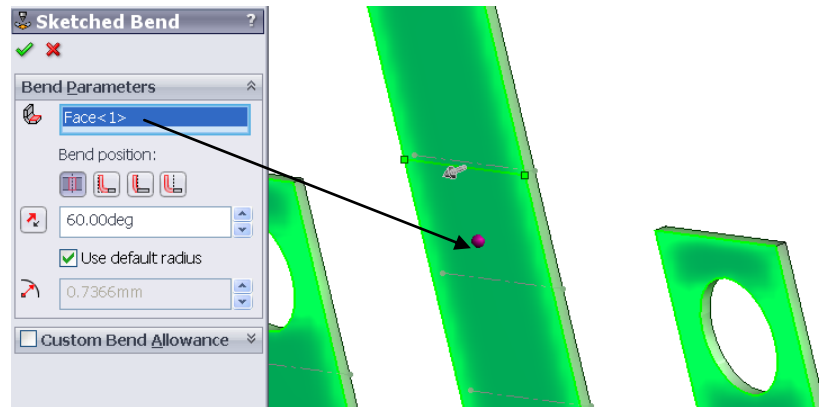 Sketched Bend ?
Bend Parameters
Face<1>
Bend position:
60.00deg
Use default radius
0.7366mm
Custom Bend Allowance